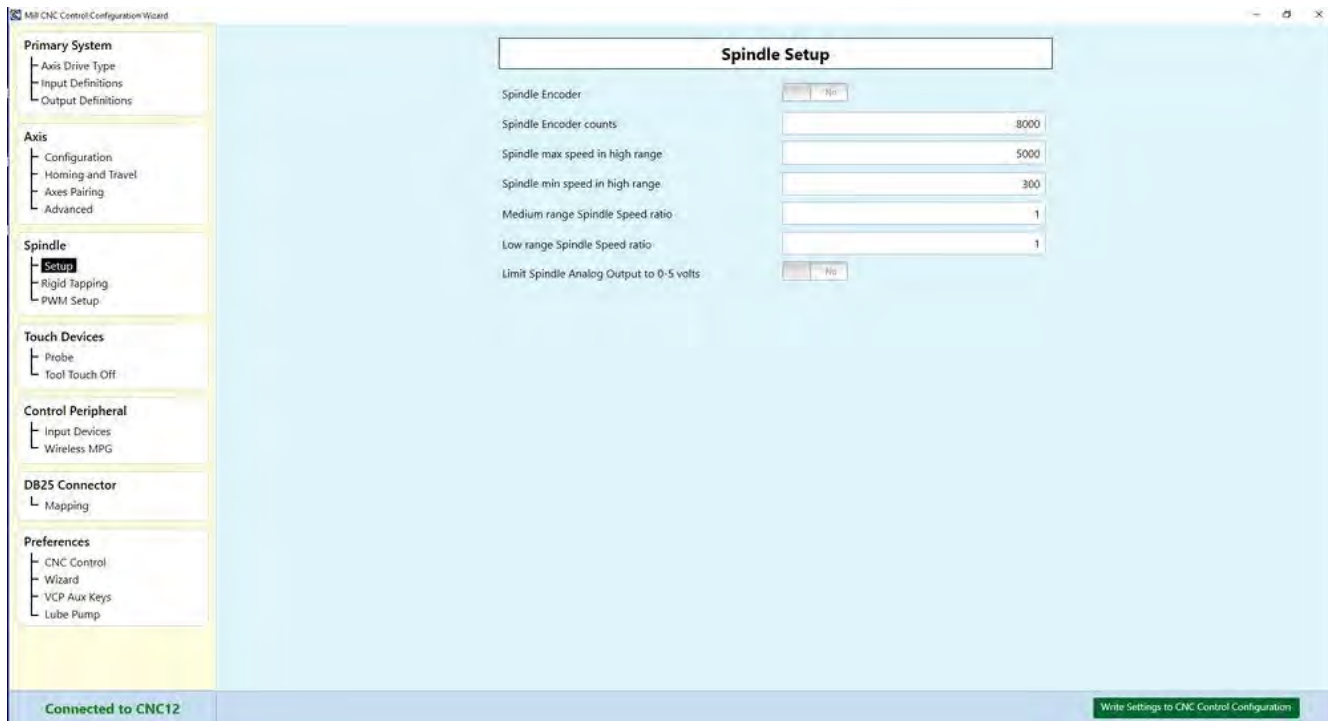 Mill CNC Control Configuration Wizard
Primary System
Axis Drive Type
Input Definitions
Output Definitions
Axis
Configuration
Homing and Travel
Axes Pairing
Advanced
Spindle
Setup
Rigid Tapping
PWM Setup
Touch Devices
Probe
Tool Touch Off
Control Peripheral
Input Devices
Wireless MPG
DB25 Connector
Mapping
Preferences
CNC Control
Wizard
VCP Aux Keys
Lube Pump
Connected to CNC12
Spindle Setup
Spindle Encoder No
Spindle Encoder counts 8000
Spindle max speed in high range 5000
Spindle min speed in high range 300
Medium range Spindle Speed ratio 1
Low range Spindle Speed ratio 1
Limit Spindle Analog Output to 0-5 volts No
Write Settings to CNC Control Configuration